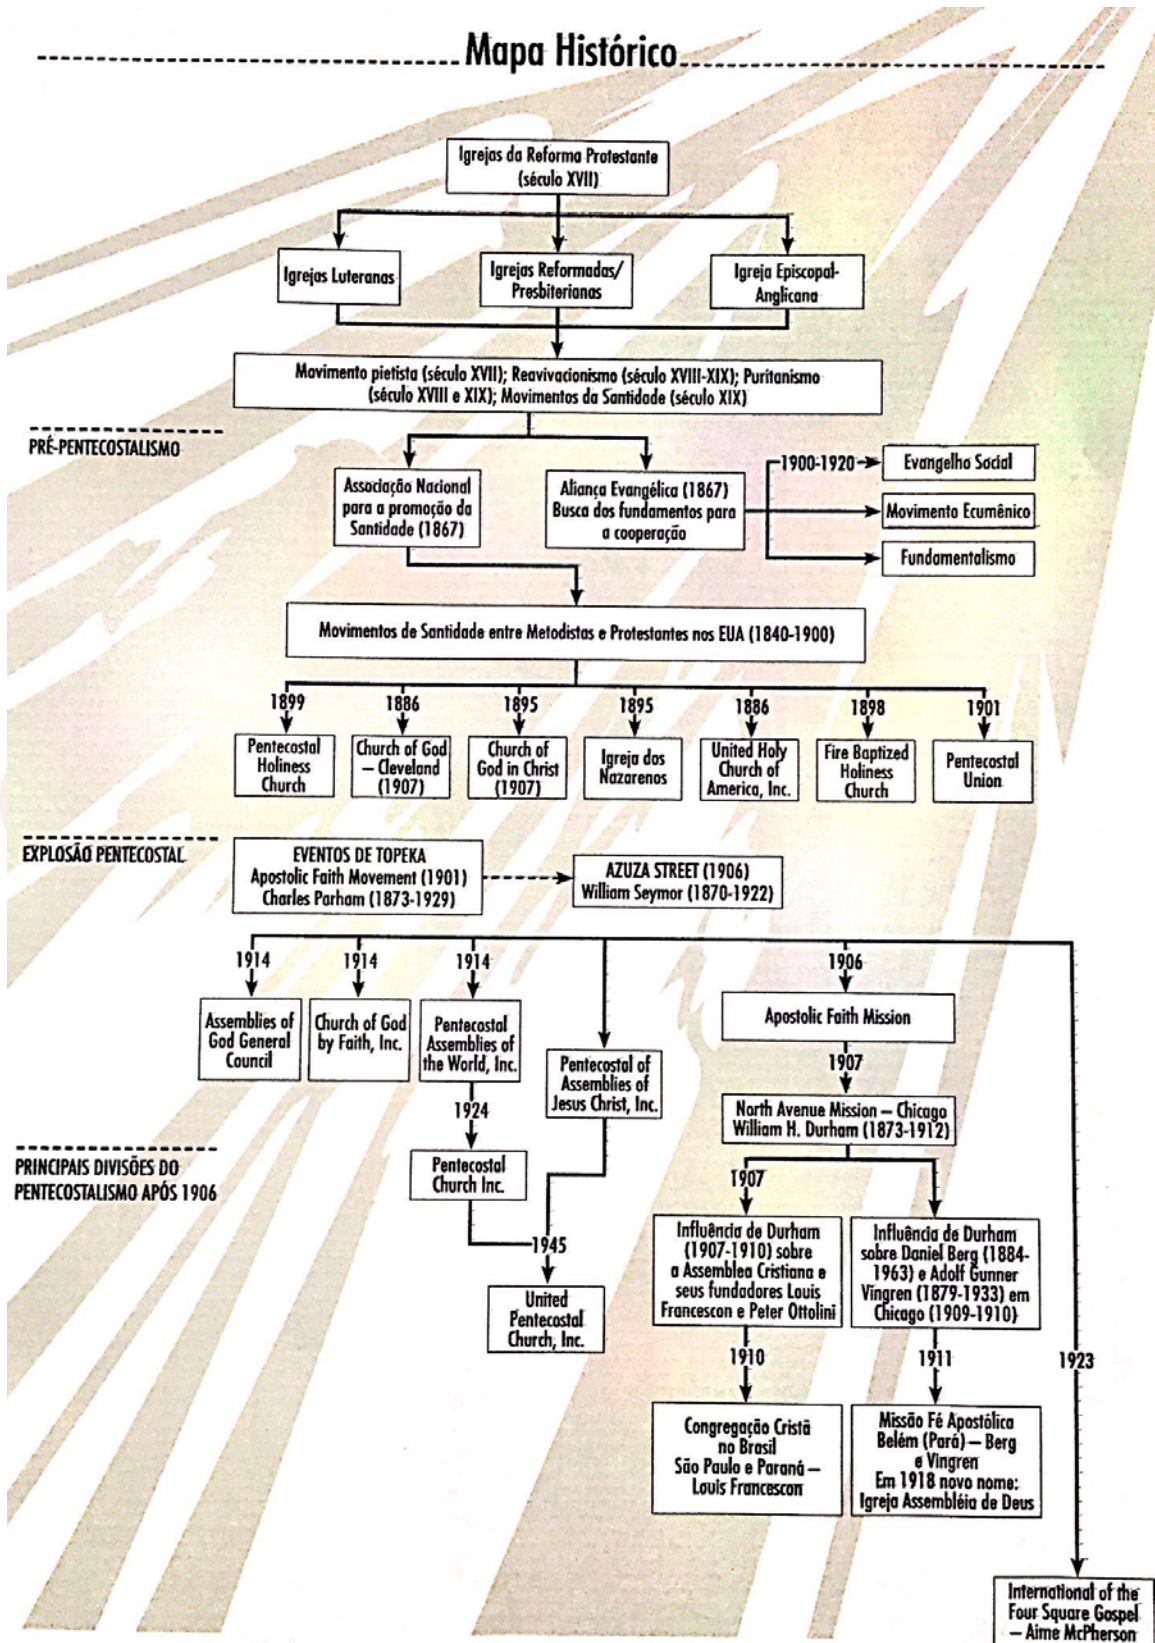 Mapa Histórico
Igrejas da Reforma Protestante
(século XVII)
Igrejas Luteranas
Igrejas Reformadas/
Presbiterianas
Igreja Episcopal-
Anglicana
Movimento pietista (século XVII); Reavivacionismo (século XVIII-XIX); Puritanismo
(século XVIII e XIX); Movimentos da Santidade (século XIX)
PRÉ-PENTECOSTALISMO
Associação Nacional
para a promoção da
Santidade (1867)
Aliança Evangélica (1867)
Busca dos fundamentos para
a cooperação
1900-1920
Evangelho Social
Movimento Ecumênico
Fundamentalismo
Movimentos de Santidade entre Metodistas e Protestantes nos EUA (1840-1900)
1899
Pentecostal
Holiness
Church
1886
Church of God
– Cleveland
(1907)
1895
Church of
God in Christ
(1907)
1895
Igreja dos
Nazarenos
1886
United Holy
Church of
America, Inc.
1898
Fire Baptized
Holiness
Church
1901
Pentecostal
Union
EXPLOSÃO PENTECOSTAL
EVENTOS DE TOPEKA
Apostolic Faith Movement (1901)
Charles Parham (1873-1929)
AZUZA STREET (1906)
William Seymor (1870-1922)
1914
Assemblies of
God General
Council
1914
Church of God
by Faith, Inc.
1914
Pentecostal
Assemblies of
the World, Inc.
1924
Pentecostal
Church Inc.
Pentecostal of
Assemblies of
Jesus Christ, Inc.
1945
United
Pentecostal
Church, Inc.
1906
Apostolic Faith Mission
1907
North Avenue Mission – Chicago
William H. Durham (1873-1912)
PRINCIPAIS DIVISÕES DO
PENTECOSTALISMO APÓS 1906
1907
Influência de Durham
(1907-1910) sobre
a Assemblea Cristiana e
seus fundadores Louis
Francescon e Peter Ottolini
Influência de Durham
sobre Daniel Berg (1884-
1963) e Adolf Gunner
Vingren (1879-1933) em
Chicago (1909-1910)
1910
Congregação Cristã
no Brasil
São Paulo e Paraná –
Louis Francescon
1911
Missão Fé Apostólica
Belém (Pará) – Berg
e Vingren
Em 1918 novo nome:
Igreja Assembléia de Deus
1923
International of the
Four Square Gospel
– Aime McPherson